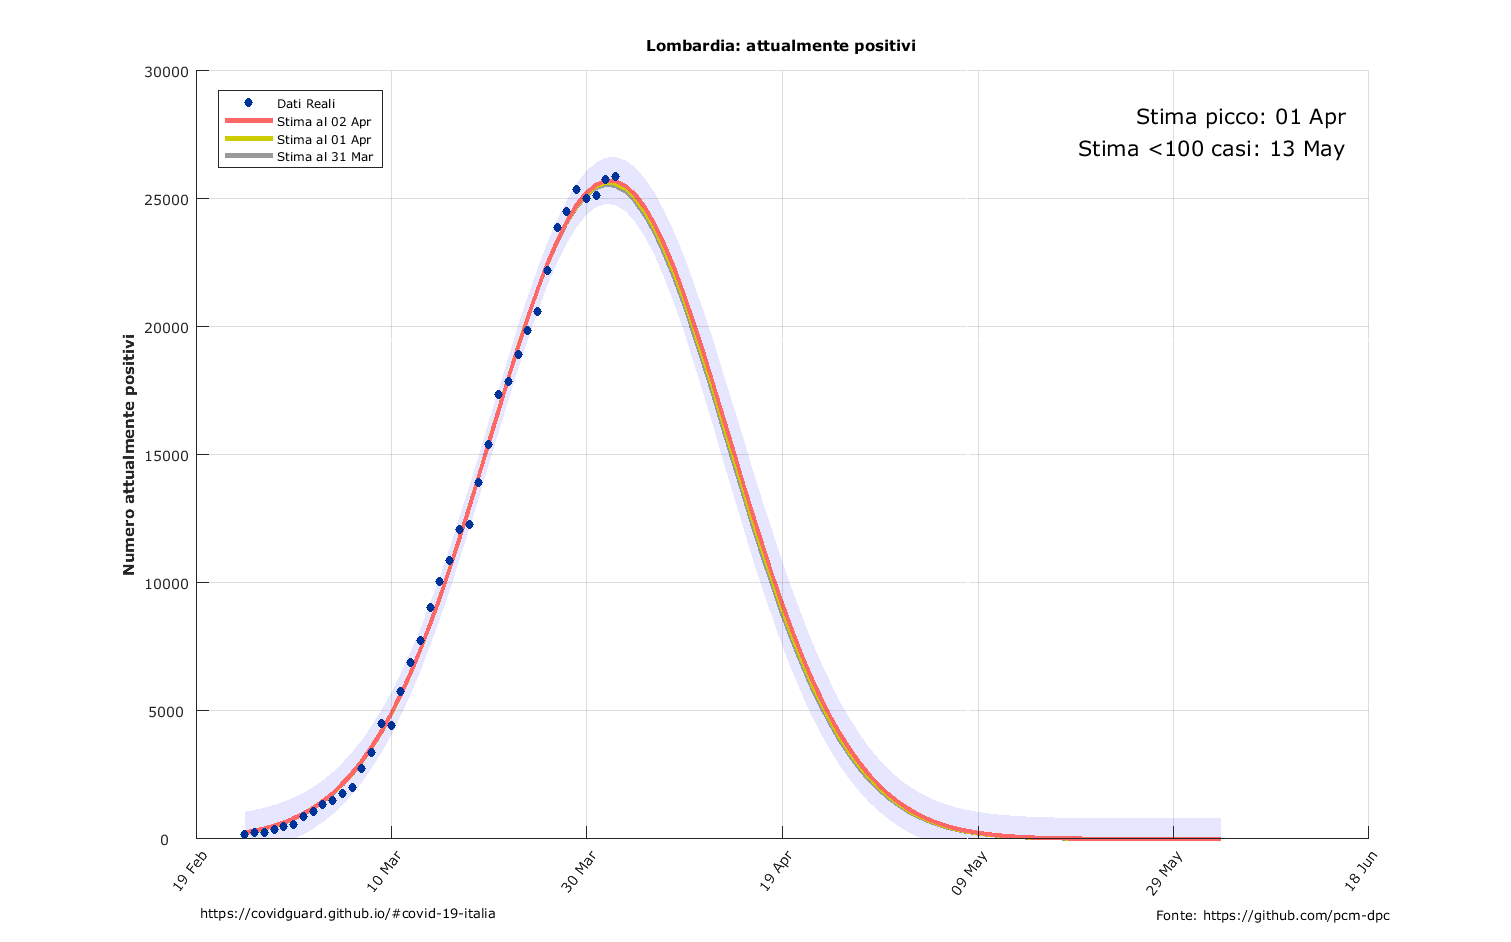 Lombardia: attualmente positivi
30000
25000
20000
15000
10000
5000
0
Numero attualmente positivi
Dati Reali
Stima al 02 Apr
Stima al 01 Apr
Stima al 31 Mar
Stima picco: 01 Apr
Stima <100 casi: 13 May
19 Feb
10 Mar
30 Mar
19 Apr
09 May
29 May
18 Jun
https://covidguard.github.io/#covid-19-italia
Fonte: https://github.com/pcm-dpc